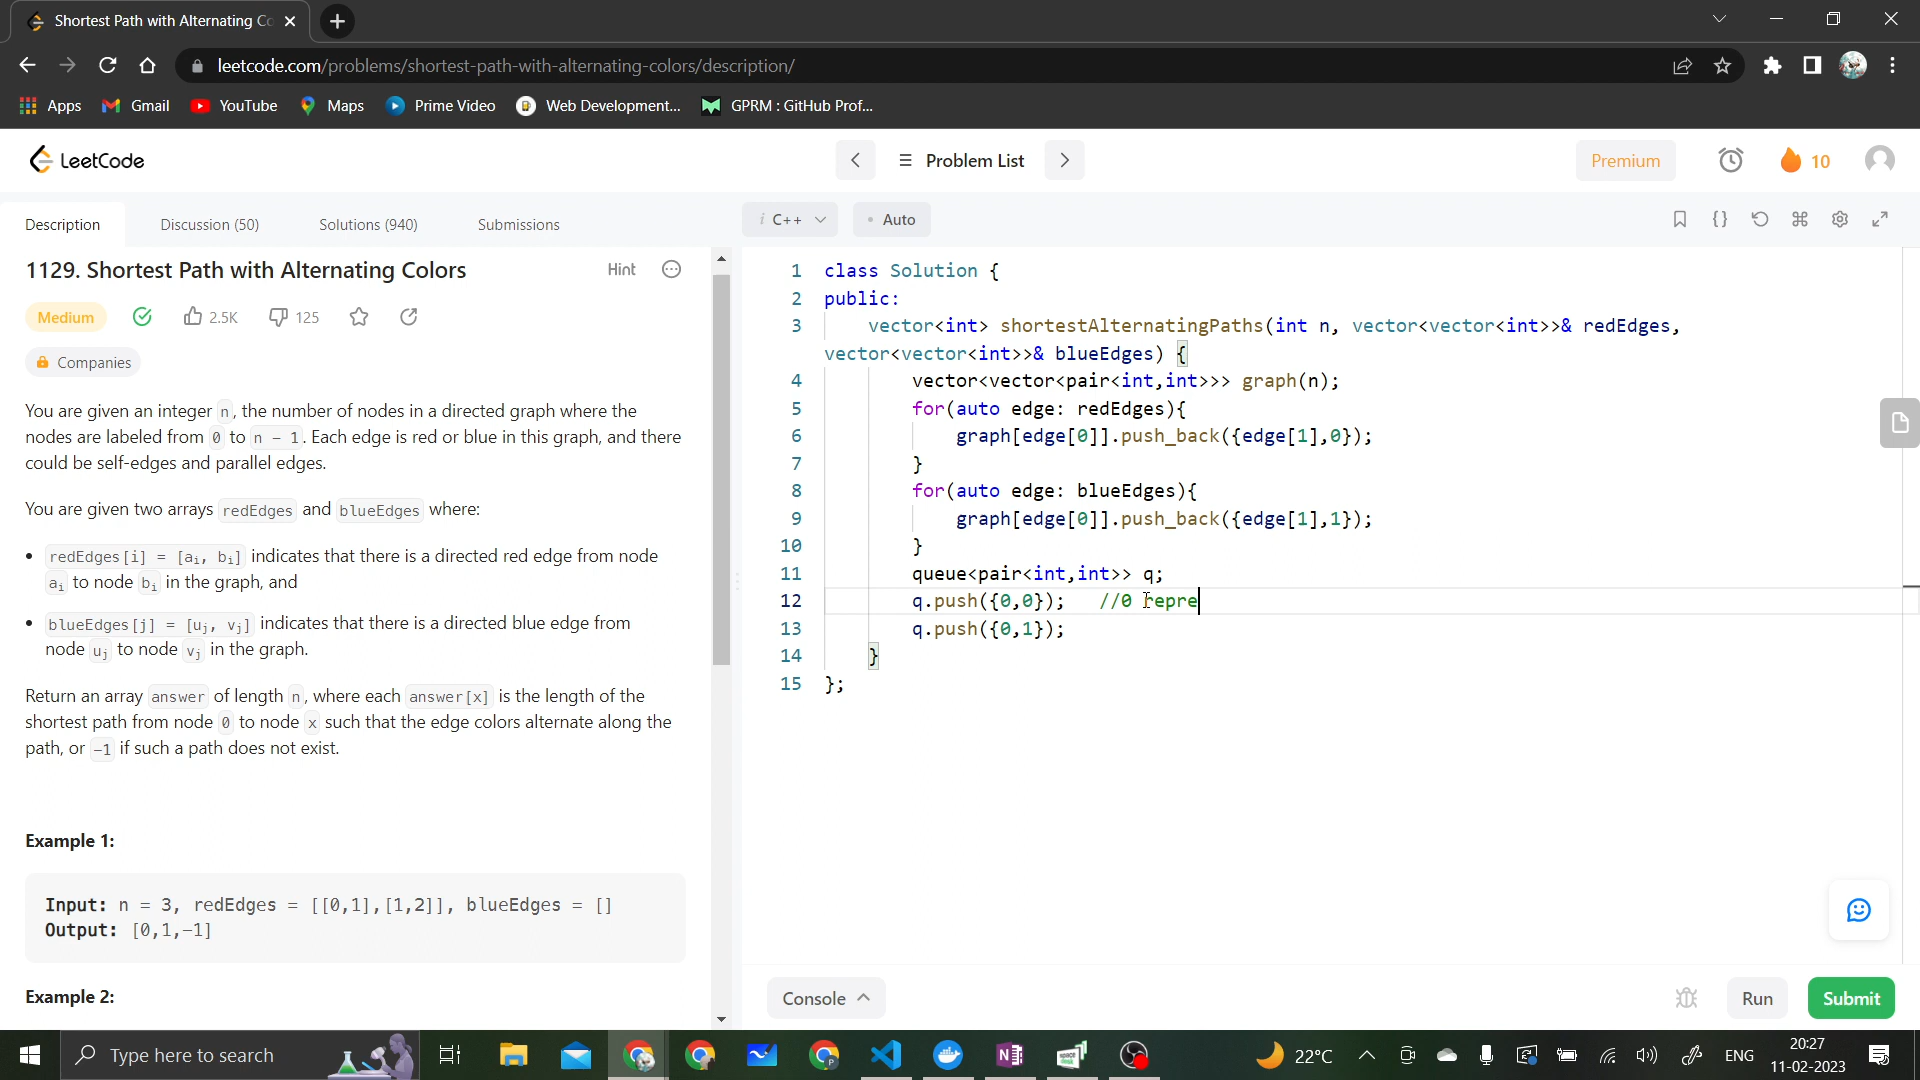 Shortest Path with Alternating Co
leetcode.com/problems/shortest-path-with-alternating-colors/description/
Apps Gmail YouTube Maps Prime Video Web Development... GPRM : GitHub Prof...
LeetCode
Problem List
Premium
10
Description Discussion (50) Solutions (940) Submissions
i C++ • Auto
1129. Shortest Path with Alternating Colors
Hint
Medium 2.5K 125
Companies
You are given an integer n, the number of nodes in a directed graph where the
nodes are labeled from 0 to n - 1. Each edge is red or blue in this graph, and there
could be self-edges and parallel edges.
You are given two arrays redEdges and blueEdges where:
• redEdges[i] = [aᵢ, bᵢ] indicates that there is a directed red edge from node
aᵢ to node bᵢ in the graph, and
• blueEdges[j] = [uⱼ, vⱼ] indicates that there is a directed blue edge from
node uⱼ to node vⱼ in the graph.
Return an array answer of length n, where each answer[x] is the length of the
shortest path from node 0 to node x such that the edge colors alternate along the
path, or -1 if such a path does not exist.
Example 1:
Input: n = 3, redEdges = [[0,1],[1,2]], blueEdges = []
Output: [0,1,-1]
Example 2:
1 class Solution {
2 public:
3 vector<int> shortestAlternatingPaths(int n, vector<vector<int>>& redEdges,
vector<vector<int>>& blueEdges) {
4 vector<vector<pair<int,int>>> graph(n);
5 for(auto edge: redEdges){
6 graph[edge[0]].push_back({edge[1],0});
7 }
8 for(auto edge: blueEdges){
9 graph[edge[0]].push_back({edge[1],1});
10 }
11 queue<pair<int,int>> q;
12 q.push({0,0}); //0 repre
13 q.push({0,1});
14 }
15 };
Console
Run
Submit
Type here to search
22°C
ENG
20:27
11-02-2023